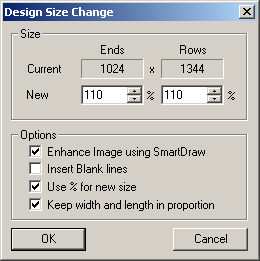 Design Size Change
Size
Ends Rows
Current 1024 x 1344
New 110 % 110 %
Options
Enhance Image using SmartDraw
Insert Blank lines
Use % for new size
Keep width and length in proportion
OK Cancel